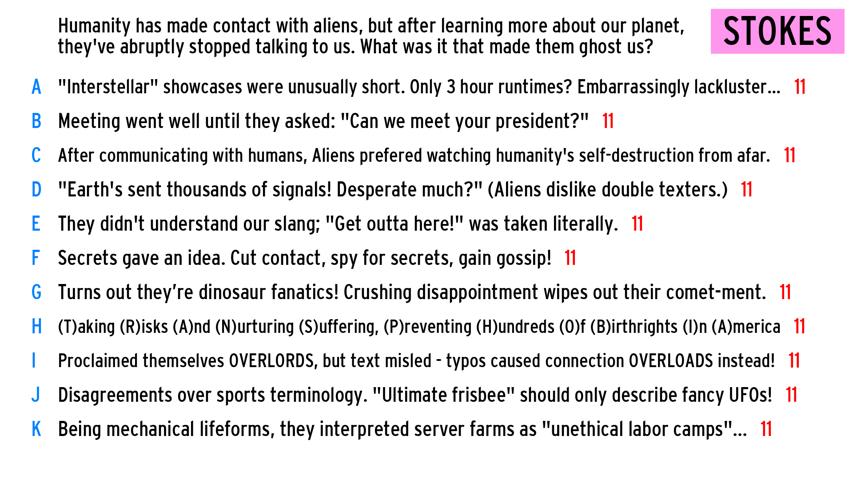 Humanity has made contact with aliens, but after learning more about our planet,
they've abruptly stopped talking to us. What was it that made them ghost us?
STOKES
A "Interstellar" showcases were unusually short. Only 3 hour runtimes? Embarrassingly lackluster... 11
B Meeting went well until they asked: "Can we meet your president?" 11
C After communicating with humans, Aliens prefered watching humanity's self-destruction from afar. 11
D "Earth's sent thousands of signals! Desperate much?" (Aliens dislike double texters.) 11
E They didn't understand our slang; "Get outta here!" was taken literally. 11
F Secrets gave an idea. Cut contact, spy for secrets, gain gossip! 11
G Turns out they’re dinosaur fanatics! Crushing disappointment wipes out their comet-ment. 11
H (T)aking (R)isks (A)nd (N)urturing (S)uffering, (P)reventing (H)undreds (O)f (B)irthrights (I)n (A)merica 11
I Proclaimed themselves OVERLORDS, but text misled - typos caused connection OVERLOADS instead! 11
J Disagreements over sports terminology. "Ultimate frisbee" should only describe fancy UFOs! 11
K Being mechanical lifeforms, they interpreted server farms as "unethical labor camps"... 11